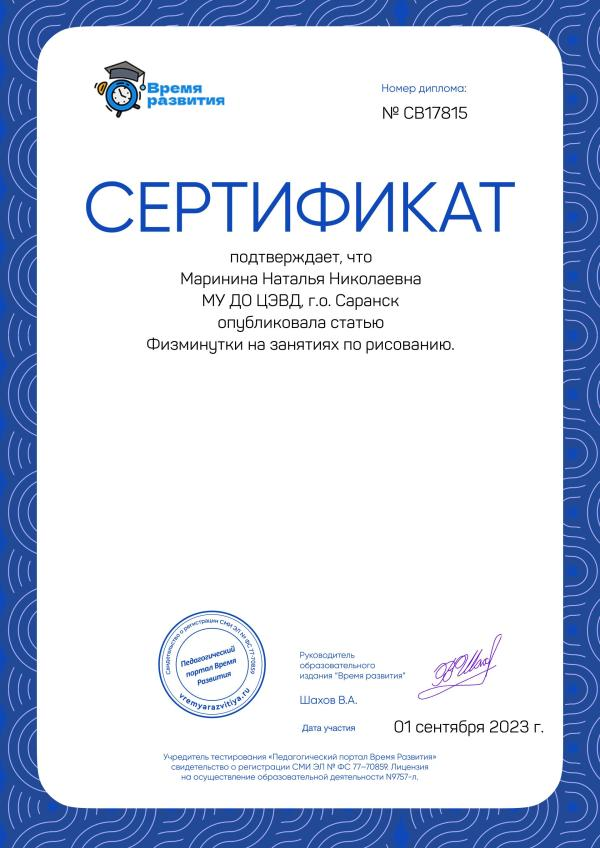 Время
развития
Номер диплома:
№ СВ17815
СЕРТИФИКАТ
подтверждает, что
Маринина Наталья Николаевна
МУ ДО ЦЭВД, г.о. Саранск
опубликовала статью
Физминутки на занятиях по рисованию.
Свидетельство о регистрации СМИ ЭЛ № ФС 77-70859
Педагогический
портал Время
Развития
vremyarazvitiya.ru
Руководитель
образовательного
издания "Время развития"
Шахов В.А.
Дата участия
01 сентября 2023 г.
Учредитель тестирования «Педагогический портал Время Развития»
свидетельство о регистрации СМИ ЭЛ № ФС 77–70859. Лицензия
на осуществление образовательной деятельности N9757-л.